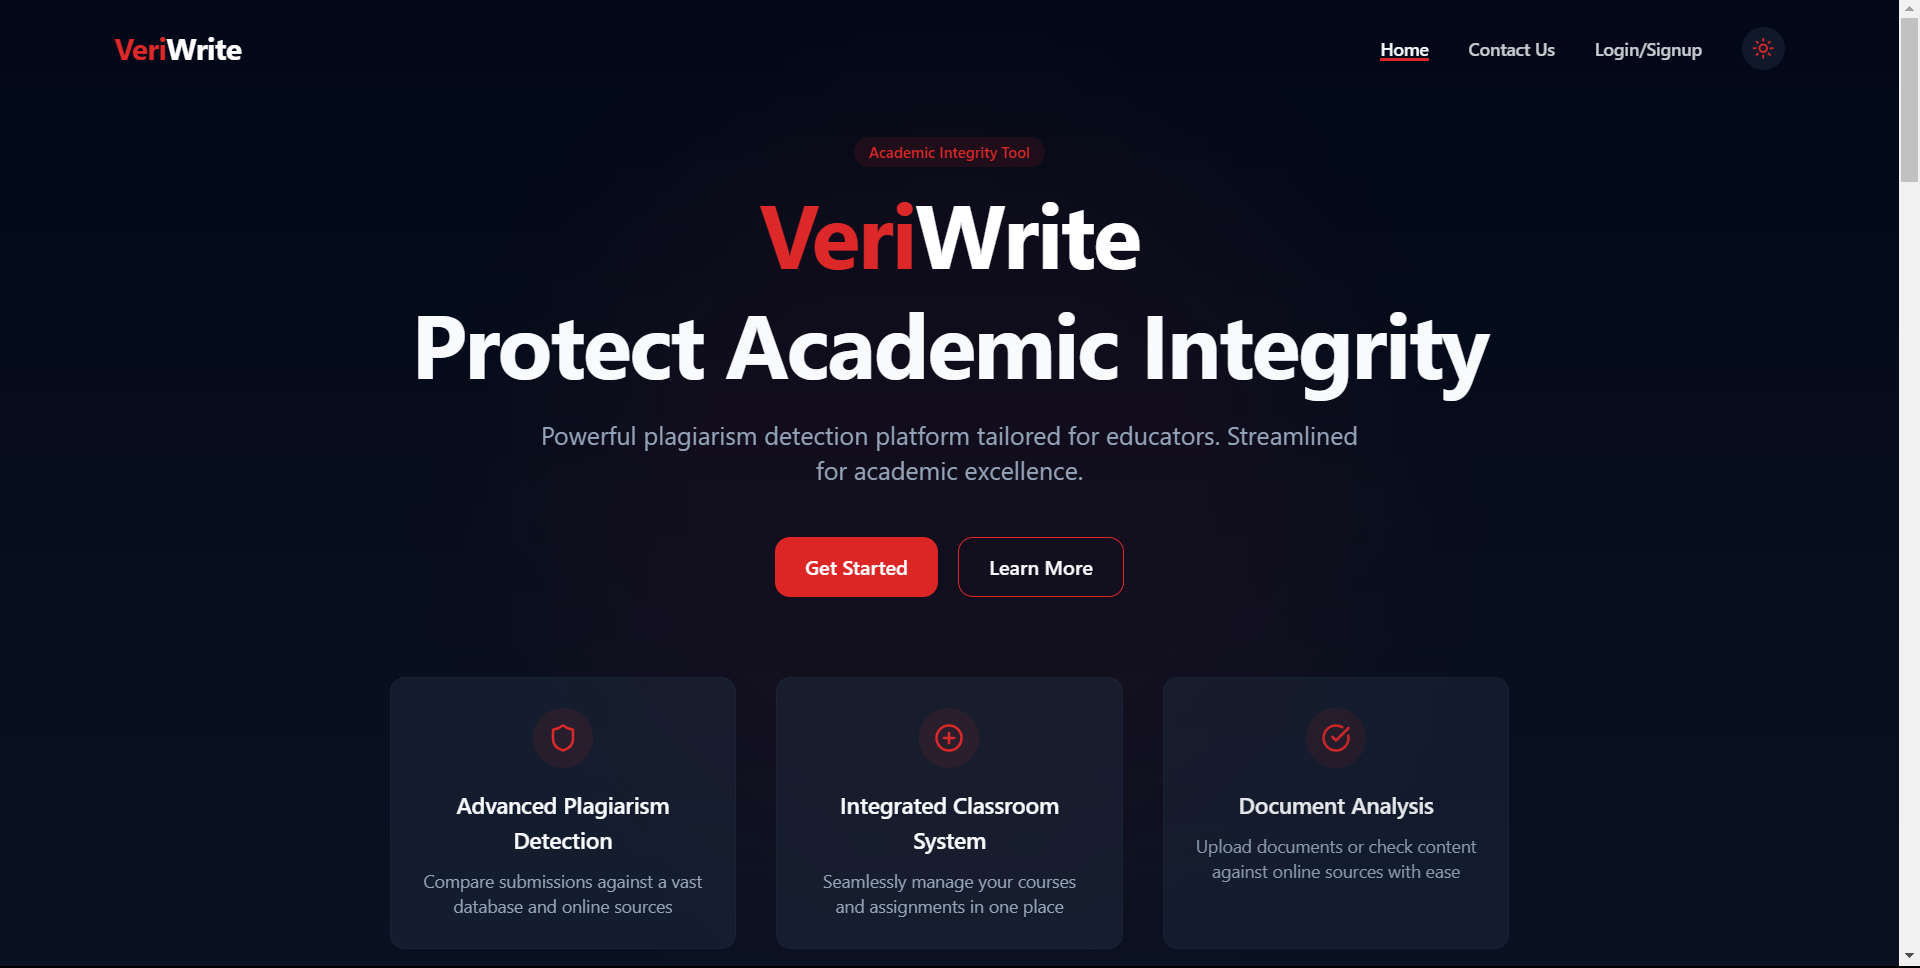 VeriWrite
Home
Contact Us
Login/Signup
Academic Integrity Tool
VeriWrite
Protect Academic Integrity
Powerful plagiarism detection platform tailored for educators. Streamlined
for academic excellence.
Get Started
Learn More
Advanced Plagiarism
Detection
Compare submissions against a vast
database and online sources
Integrated Classroom
System
Seamlessly manage your courses
and assignments in one place
Document Analysis
Upload documents or check content
against online sources with ease